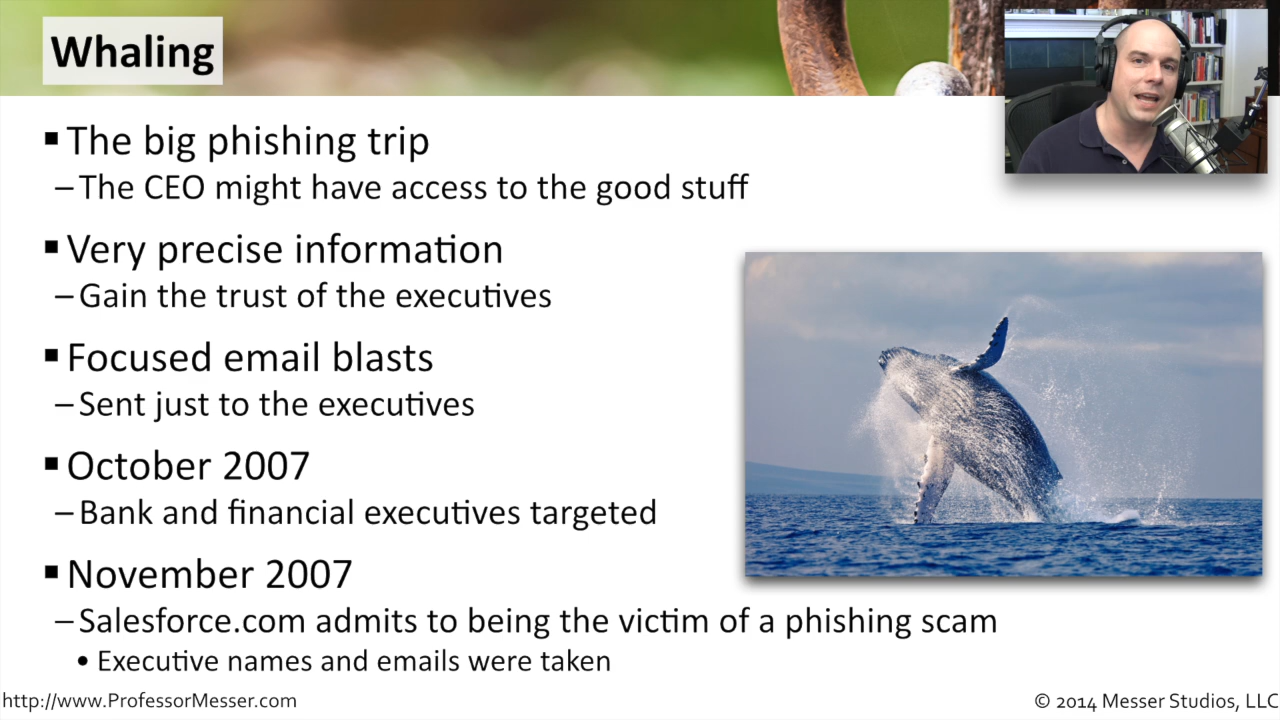 Whaling
▪ The big phishing trip
– The CEO might have access to the good stuff
▪ Very precise information
– Gain the trust of the executives
▪ Focused email blasts
– Sent just to the executives
▪ October 2007
– Bank and financial executives targeted
▪ November 2007
– Salesforce.com admits to being the victim of a phishing scam
• Executive names and emails were taken
http://www.ProfessorMesser.com
© 2014 Messer Studios, LLC